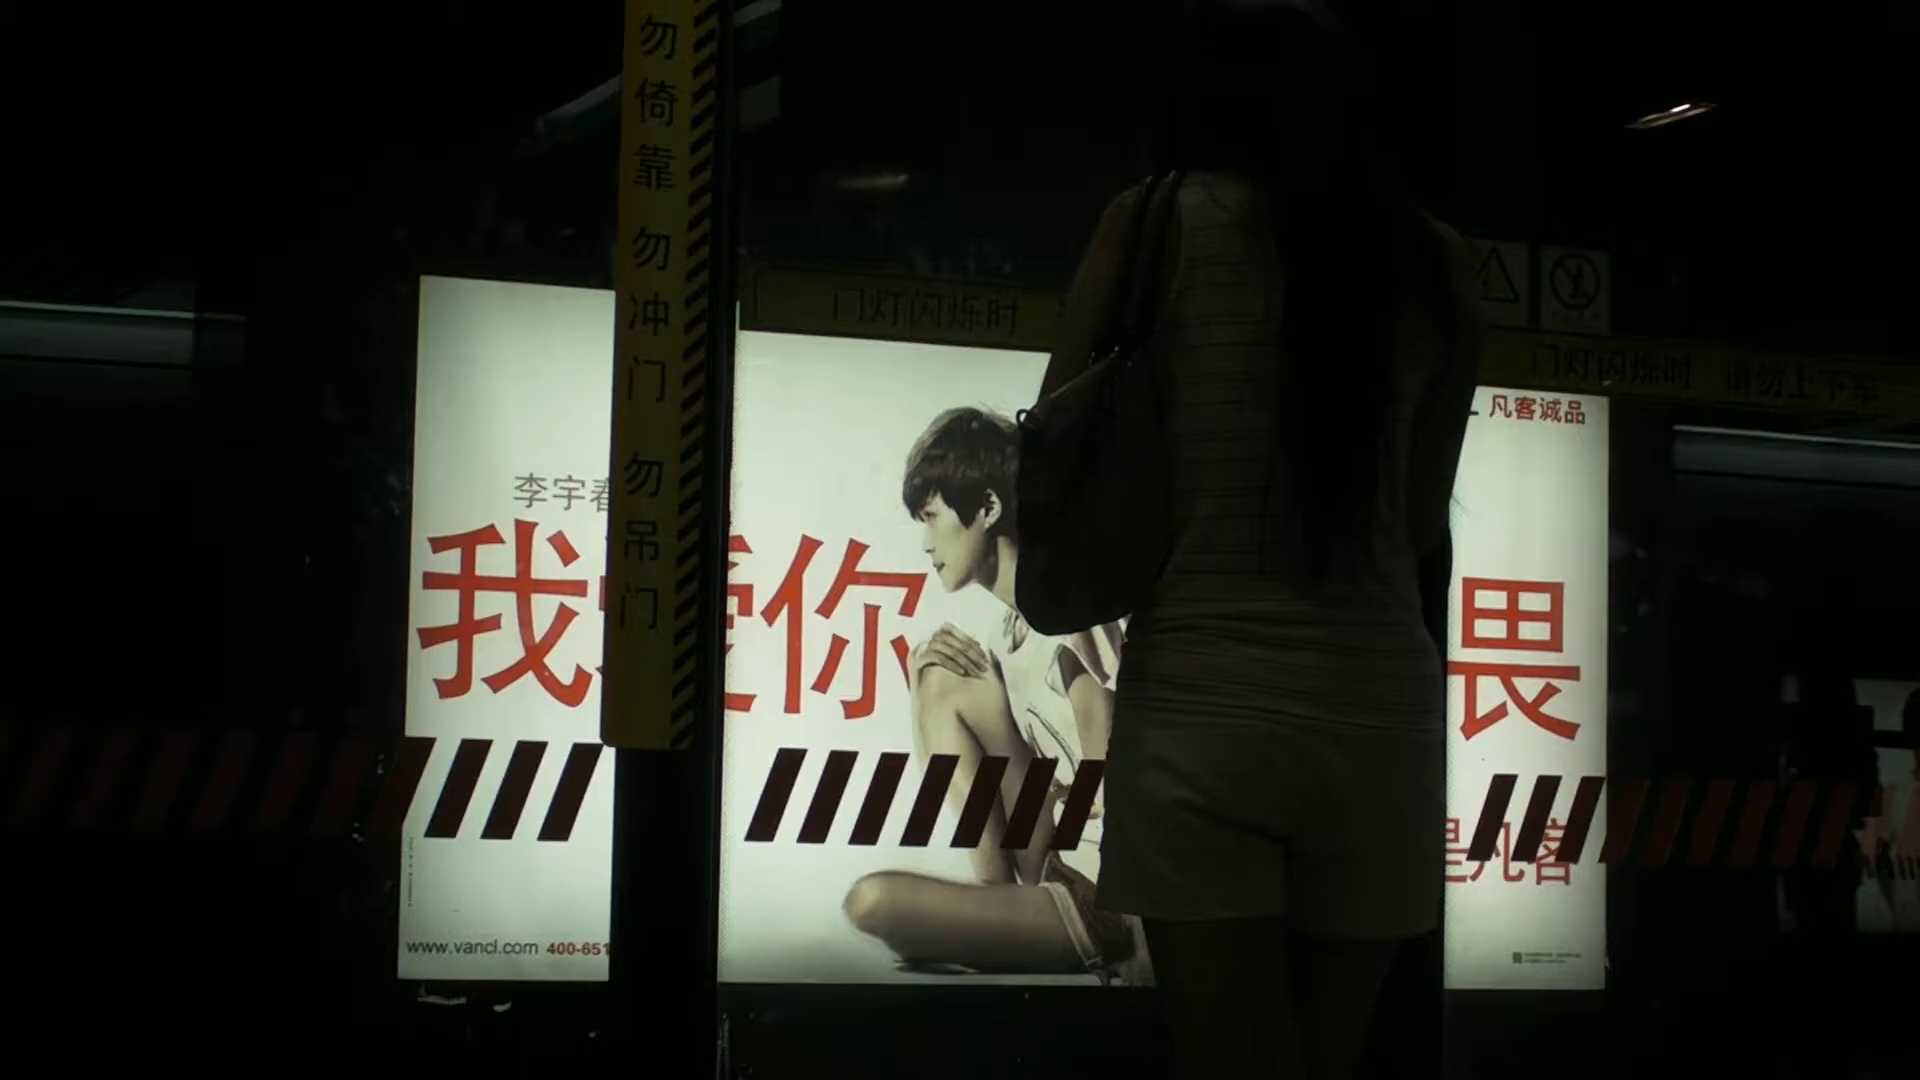 勿倚靠 勿冲门 勿吊门
门灯闪烁时
门灯闪烁时 请勿上下车
凡客诚品
李宇春
我爱你
畏
是凡客
www.vancl.com 400-651